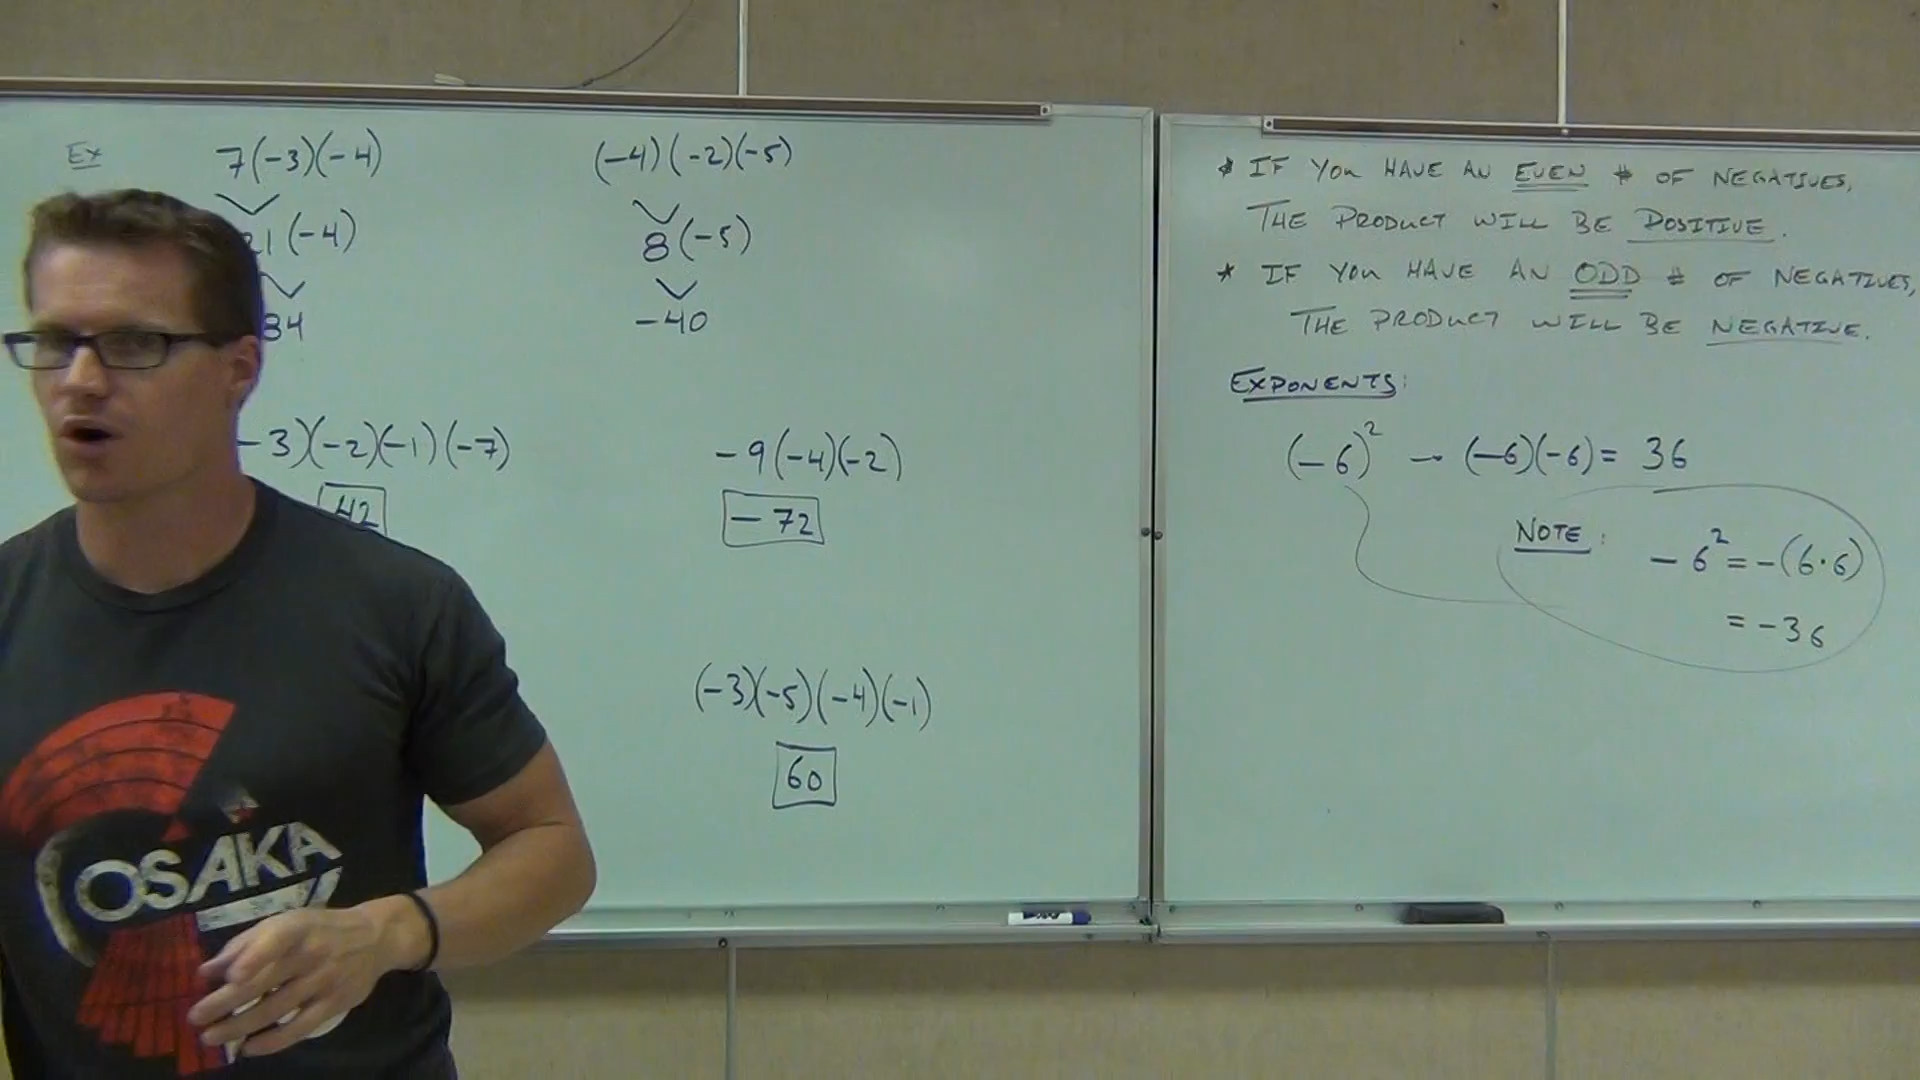 Ex
7(-3)(-4)
21(-4)
84
(-4)(-2)(-5)
8(-5)
-40
-3)(-2)(-1)(-7)
42
-9(-4)(-2)
-72
(-3)(-5)(-4)(-1)
60
* IF YOU HAVE AN EVEN # OF NEGATIVES,
THE PRODUCT WILL BE POSITIVE.
* IF YOU HAVE AN ODD # OF NEGATIVES,
THE PRODUCT WILL BE NEGATIVE.
EXPONENTS:
(-6)² → (-6)(-6) = 36
NOTE: -6² = -(6·6)
= -36
OSAKA